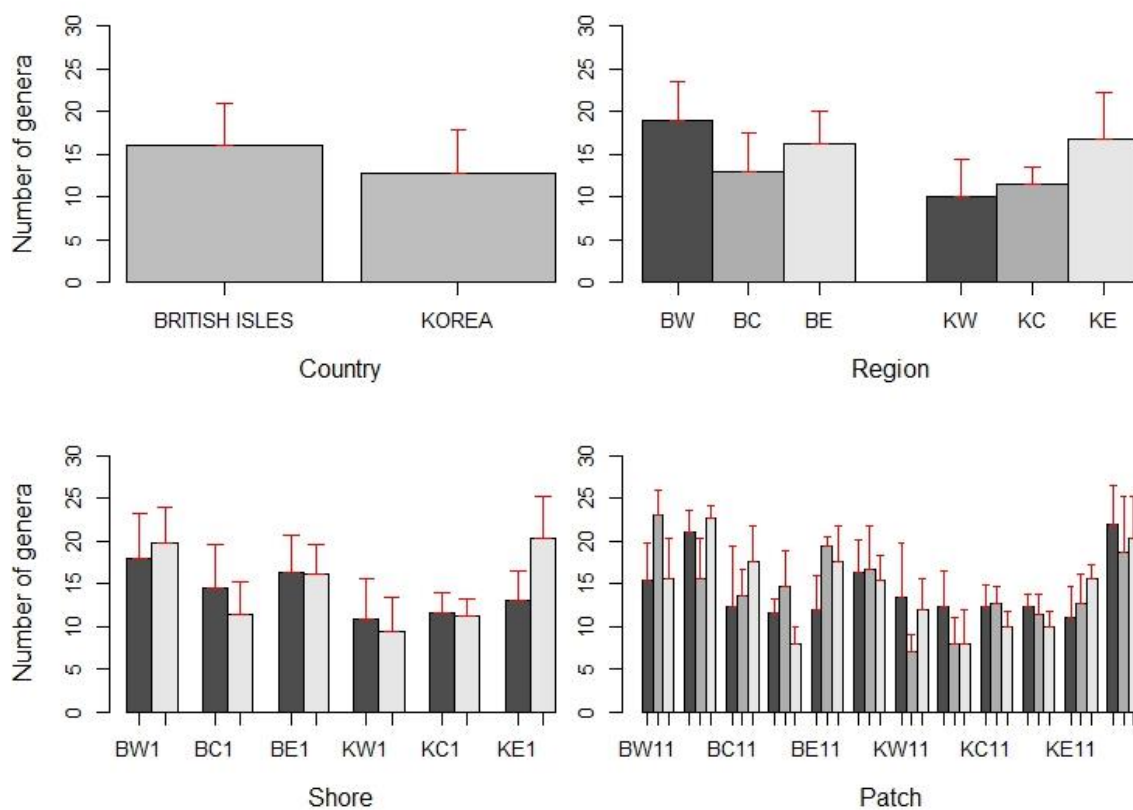 Number of genera
30
25
20
15
10
5
0
BRITISH ISLES KOREA
Country
30
25
20
15
10
5
0
BW BC BE KW KC KE
Region
Number of genera
30
25
20
15
10
5
0
BW1 BC1 BE1 KW1 KC1 KE1
Shore
30
25
20
15
10
5
0
BW11 BC11 BE11 KW11 KC11 KE11
Patch